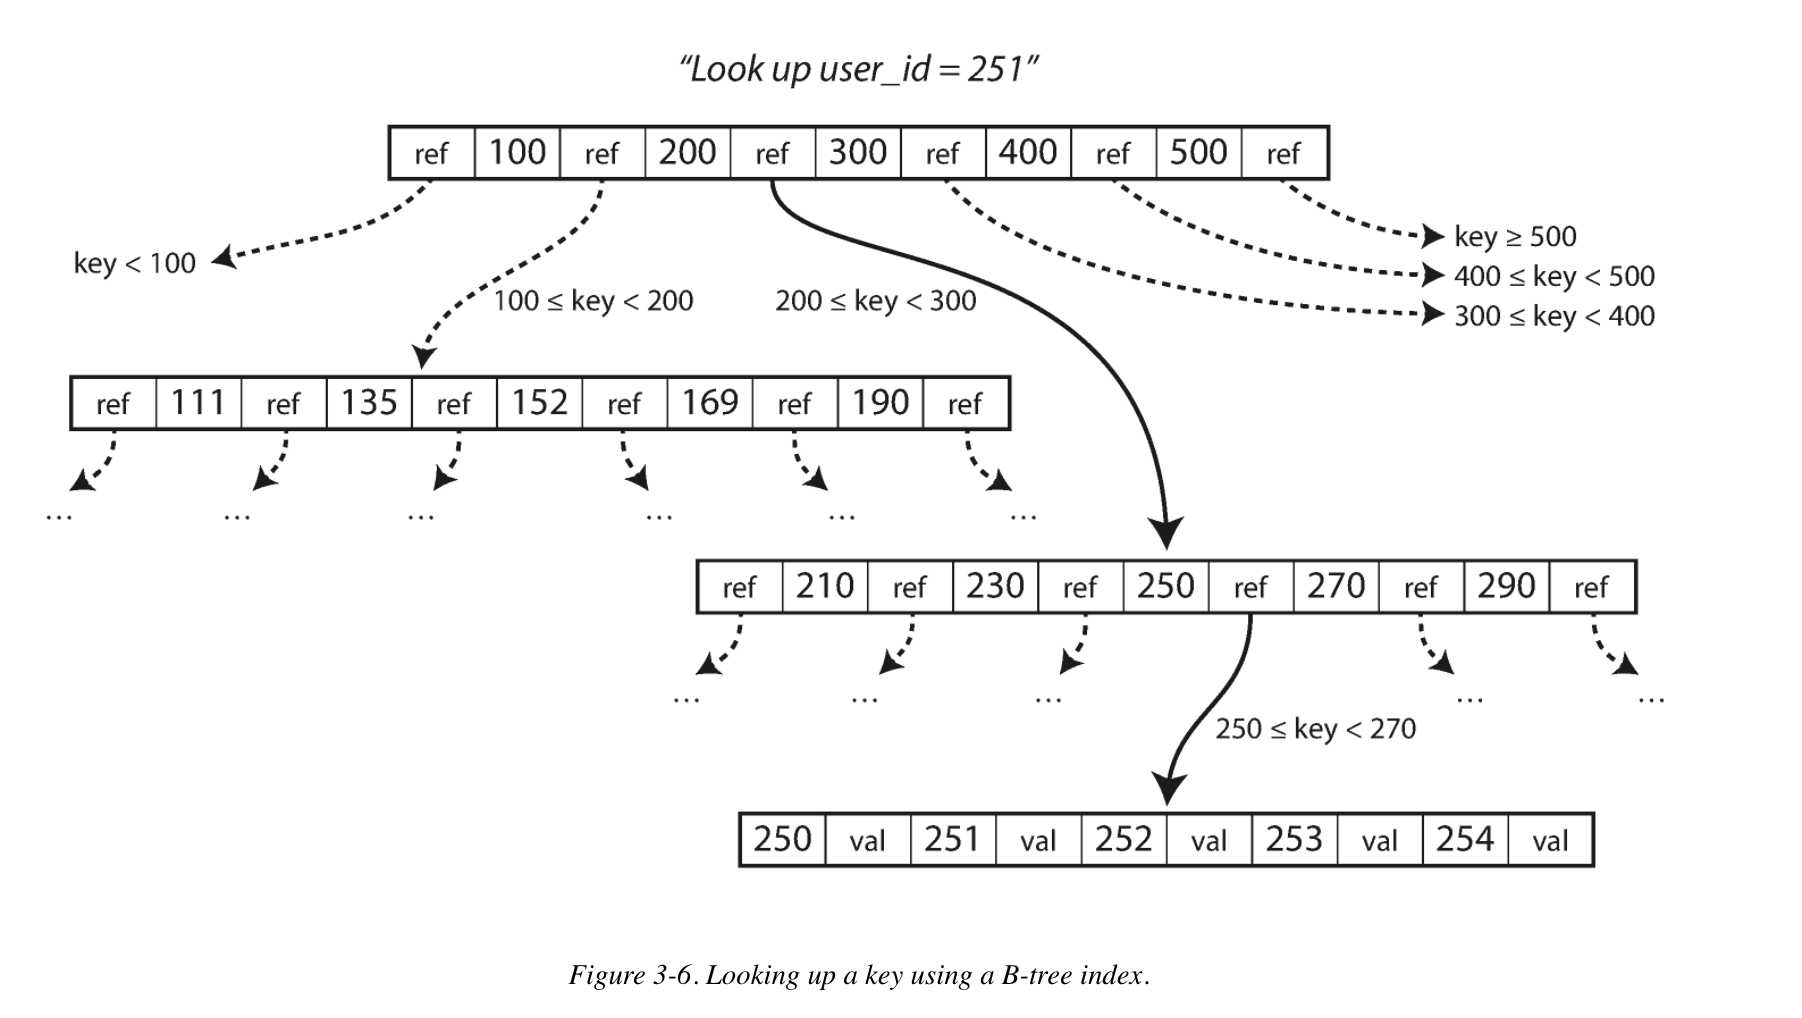 “Look up user_id = 251”
ref 100 ref 200 ref 300 ref 400 ref 500 ref
key < 100
key ≥ 500
400 ≤ key < 500
300 ≤ key < 400
100 ≤ key < 200
200 ≤ key < 300
ref 111 ref 135 ref 152 ref 169 ref 190 ref
... ... ... ... ... ...
ref 210 ref 230 ref 250 ref 270 ref 290 ref
... ... ... ... ...
250 ≤ key < 270
250 val 251 val 252 val 253 val 254 val
Figure 3-6. Looking up a key using a B-tree index.